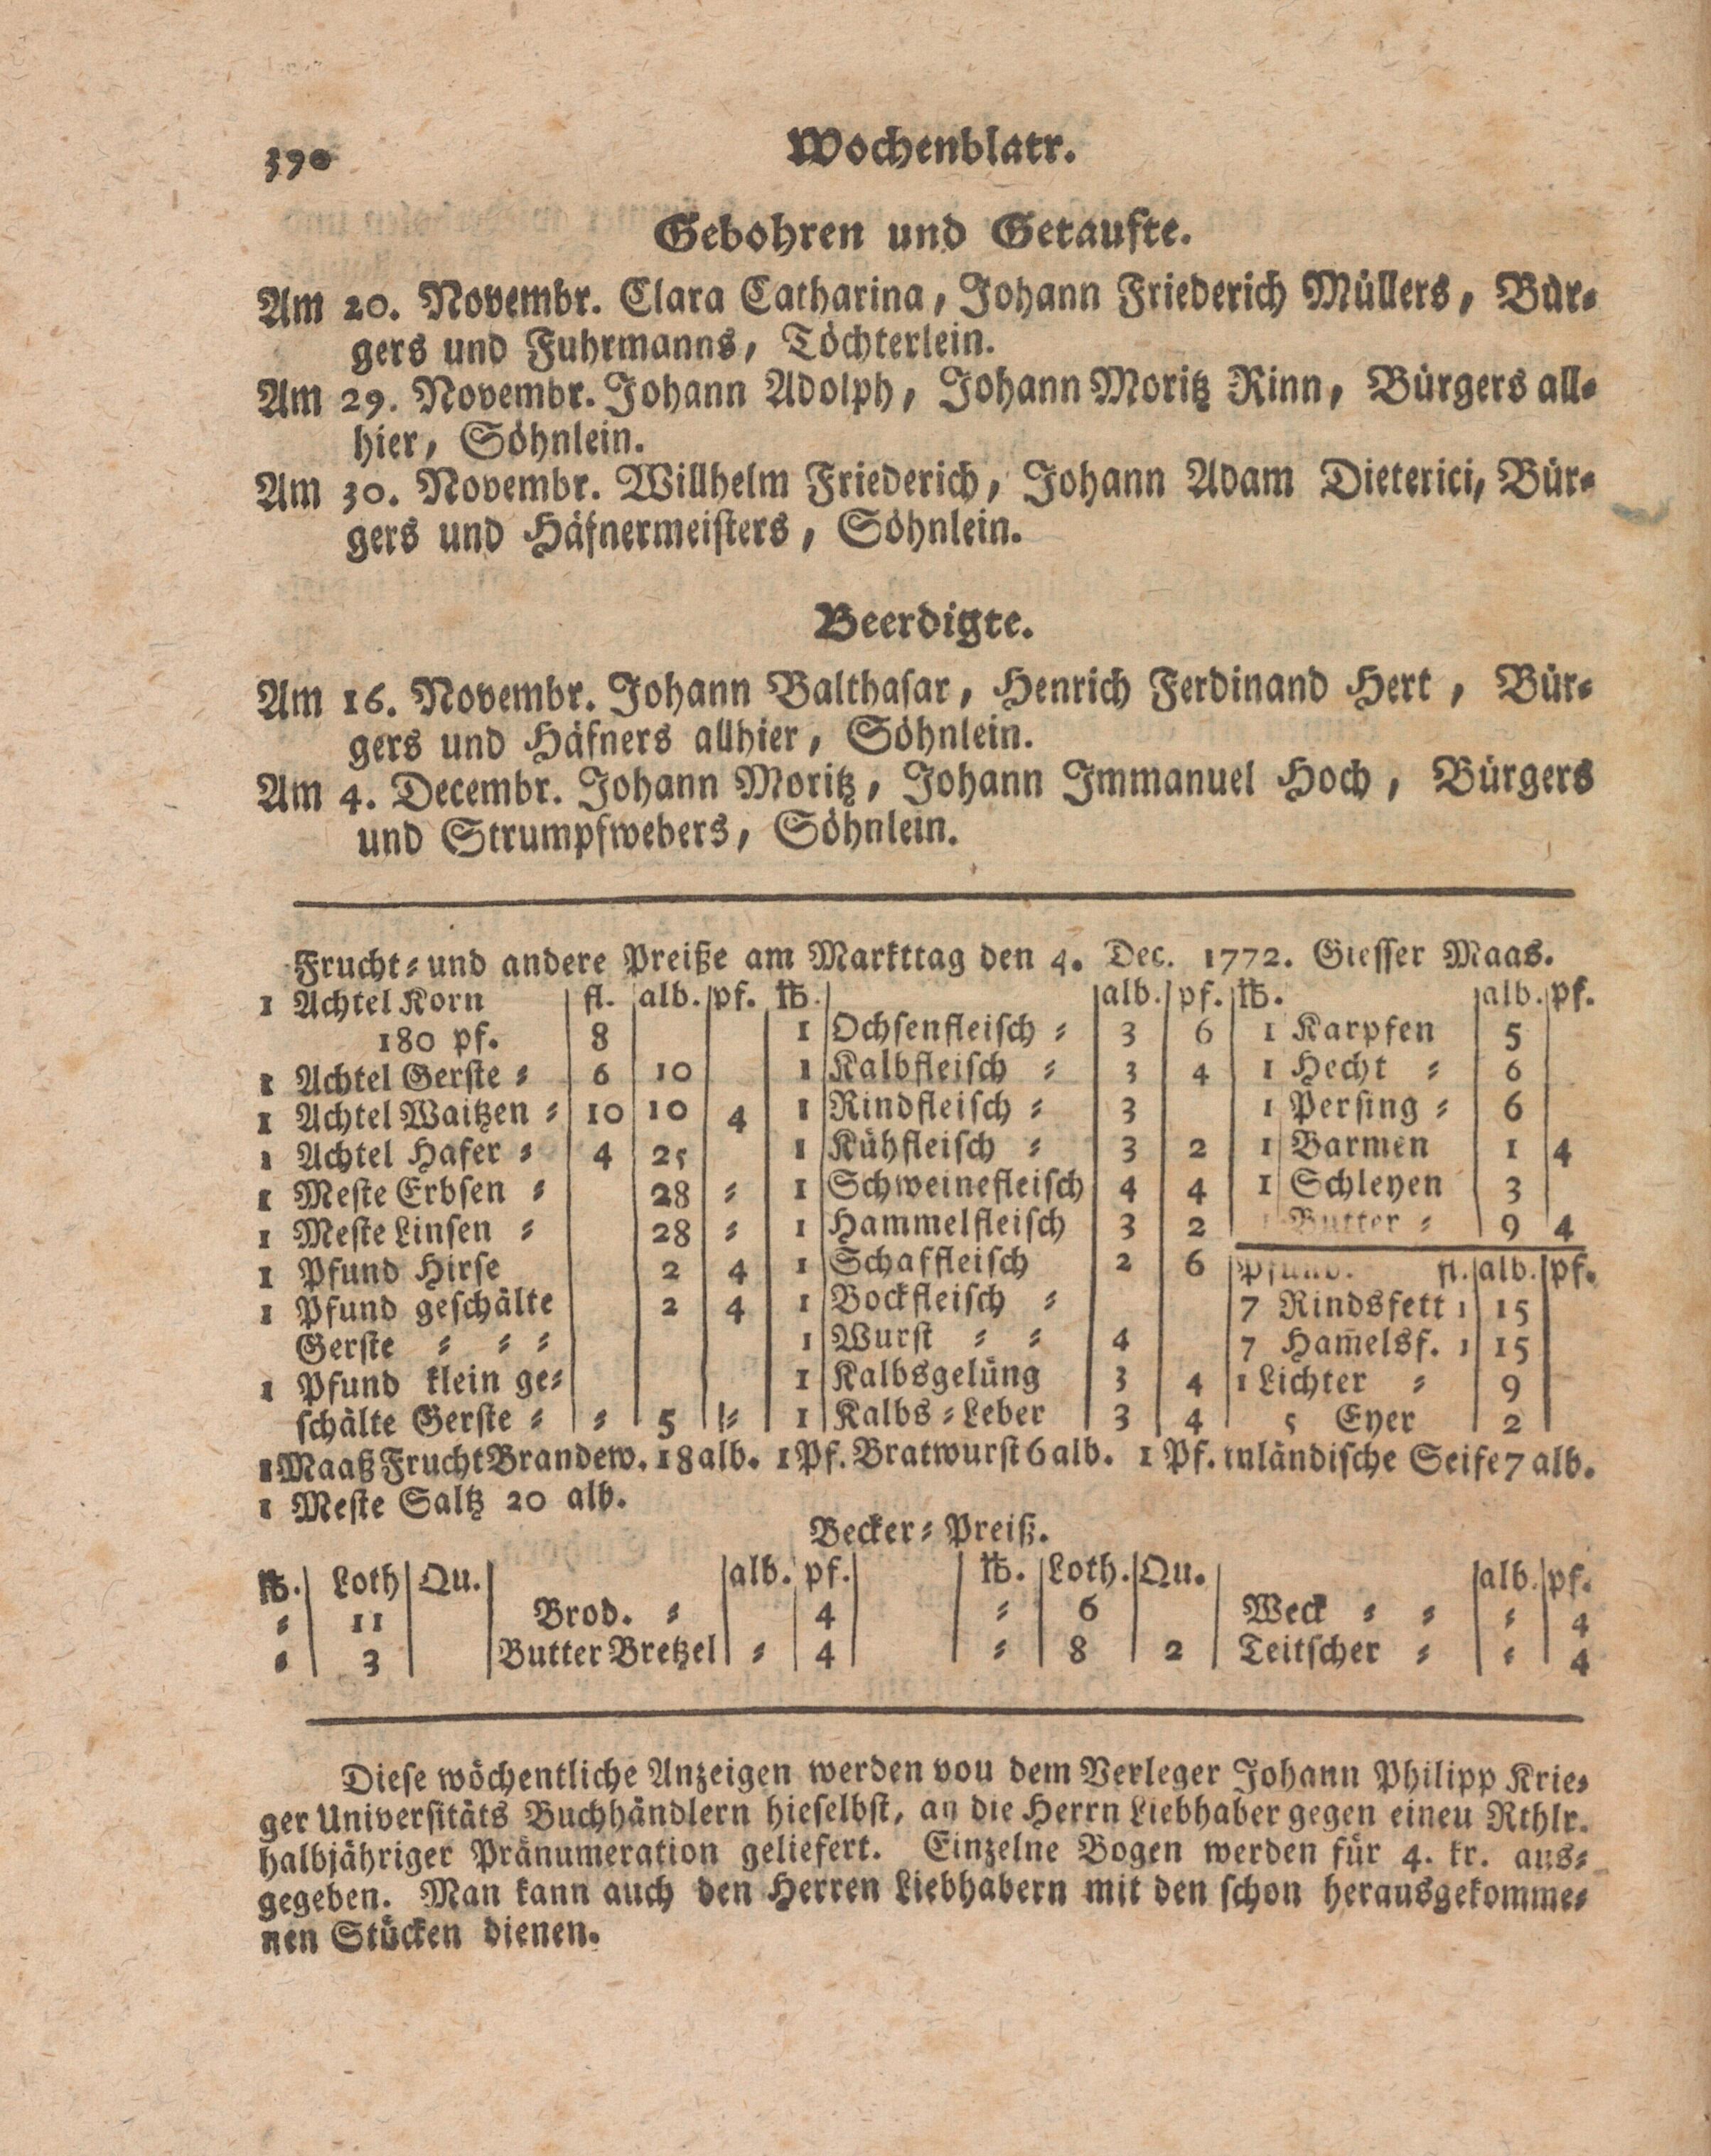 390 Wochenblatr.
Gebohren und Getaufte.
Am 20. Novembr. Clara Catharina, Johann Friederich Müllers, Bür⸗
gers und Fuhrmanns, Töchterlein.
Am 29. Novembr. Johann Adolph, Johann Moritz Rinn, Bürgers all⸗
hier, Söhnlein.
Am 30. Novembr. Willhelm Friederich, Johann Adam Dieterici, Bür⸗
gers und Häfnermeisters, Söhnlein.
Beerdigte.
Am 16. Novembr. Johann Balthasar, Henrich Ferdinand Hert, Bür⸗
gers und Häfners allhier, Söhnlein.
Am 4. Decembr. Johann Moritz, Johann Immanuel Hoch, Bürgers
und Strumpfwebers, Söhnlein.
Frucht⸗und andere Preiße am Markttag den 4. Dec. 1772. Giesser Maas.
1 Achtel Korn fl. alb. pf. ℔. alb. pf. ℔. alb. pf.
180 pf. 8 1 Ochsenfleisch ⸗ 3 6 1 Karpfen 5
1 Achtel Gerste ⸗ 6 10 1 Kalbfleisch ⸗ 3 4 1 Hecht ⸗ 6
1 Achtel Waitzen ⸗ 10 10 4 1 Rindfleisch ⸗ 3 1 Persing ⸗ 6
1 Achtel Hafer ⸗ 4 25 1 Kühfleisch ⸗ 3 2 1 Barmen 1 4
1 Meste Erbsen ⸗ 28 ⸗ 1 Schweinefleisch 4 4 1 Schleyen 3
1 Meste Linsen ⸗ 28 ⸗ 1 Hammelfleisch 3 2 1 Butter ⸗ 9 4
1 Pfund Hirse 2 4 1 Schaffleisch 2 6 Pfund. fl. alb. pf.
1 Pfund geschälte 2 4 1 Bockfleisch ⸗ 7 Rindsfett 1 15
Gerste ⸗ ⸗ ⸗ 1 Wurst ⸗ ⸗ 4 7 Ham̄elsf. 1 15
1 Pfund klein ge⸗ 1 Kalbsgelüng 3 4 1 Lichter ⸗ 9
schälte Gerste ⸗ ⸗ 5 ⸗ 1 Kalbs⸗Leber 3 4 5 Eyer 2
1 Maaß Frucht Brandew. 18 alb. 1 Pf. Bratwurst 6 alb. 1 Pf. inländische Seife 7 alb.
1 Meste Saltz 20 alb.
Becker⸗Preiß.
℔. Loth Qu. alb. pf. ℔. Loth. Qu. alb. pf.
⸗ 11 Brod. ⸗ 4 ⸗ 6 Weck ⸗ ⸗ ⸗ 4
⸗ 3 Butter Bretzel ⸗ 4 ⸗ 8 2 Teitscher ⸗ ⸗ 4
Diese wöchentliche Anzeigen werden vou dem Verleger Johann Philipp Krie⸗
ger Universitäts Buchhändlern hieselbst, an die Herrn Liebhaber gegen eineu Rthlr.
halbjähriger Pränumeration geliefert. Einzelne Bogen werden für 4. kr. aus⸗
gegeben. Man kann auch den Herren Liebhabern mit den schon herausgekomme⸗
nen Stücken dienen.